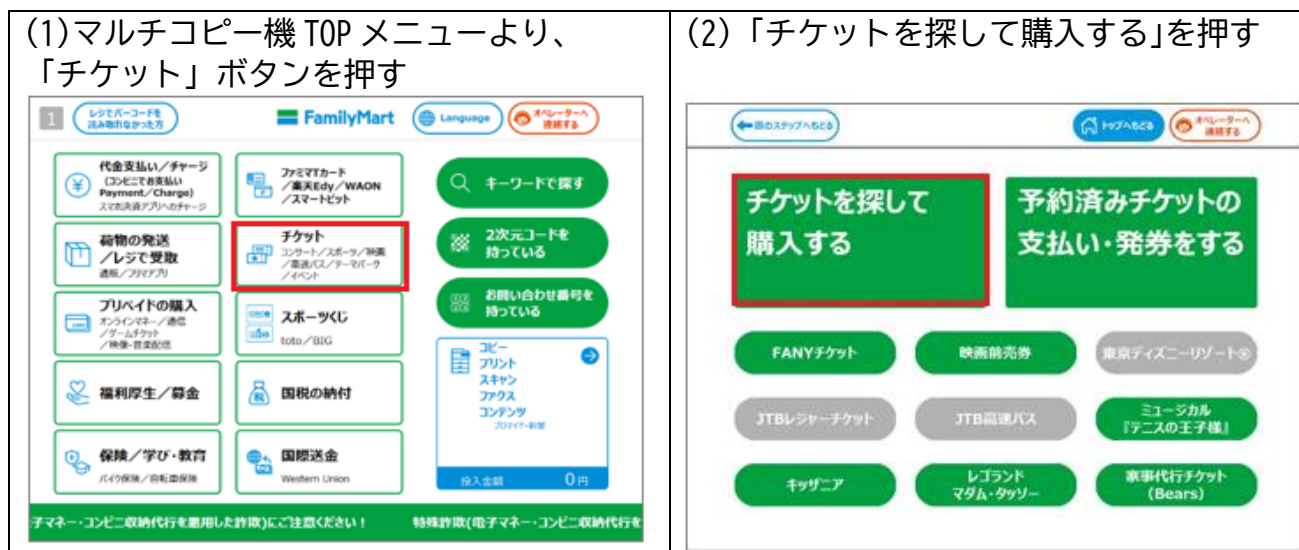 (1)マルチコピー機 TOP メニューより、
「チケット」ボタンを押す
1
レジでバーコードを
読み取れなかった方
FamilyMart
Language
オペレーターへ
連絡する
代金支払い/チャージ
(コンビニでお支払い
Payment/Charge)
スマホ決済アプリへのチャージ
ファミマTカード
/楽天Edy/WAON
/スマートピット
キーワードで探す
荷物の発送
/レジで受取
通販/フリマアプリ
チケット
コンサート/スポーツ/映画
/高速バス/テーマパーク
/イベント
2次元コードを
持っている
プリペイドの購入
オンラインマネー/通信
/ゲームチケット
/映像・音楽配信
スポーツくじ
toto/BIG
お問い合わせ番号を
持っている
コピー
プリント
スキャン
ファクス
コンテンツ
ブロマイド・新聞
福利厚生/募金
国税の納付
保険/学び・教育
バイク保険/自転車保険
国際送金
Western Union
投入金額 0円
子マネー・コンビニ収納代行を悪用した詐欺)にご注意ください!
特殊詐欺(電子マネー・コンビニ収納代行を
(2)「チケットを探して購入する」を押す
前のステップへもどる
トップへもどる
オペレーターへ
連絡する
チケットを探して
購入する
予約済みチケットの
支払い・発券をする
FANYチケット
映画前売券
東京ディズニーリゾート®
JTBレジャーチケット
JTB高速バス
ミュージカル
『テニスの王子様』
キッザニア
レゴランド
マダム・タッソー
家事代行チケット
(Bears)